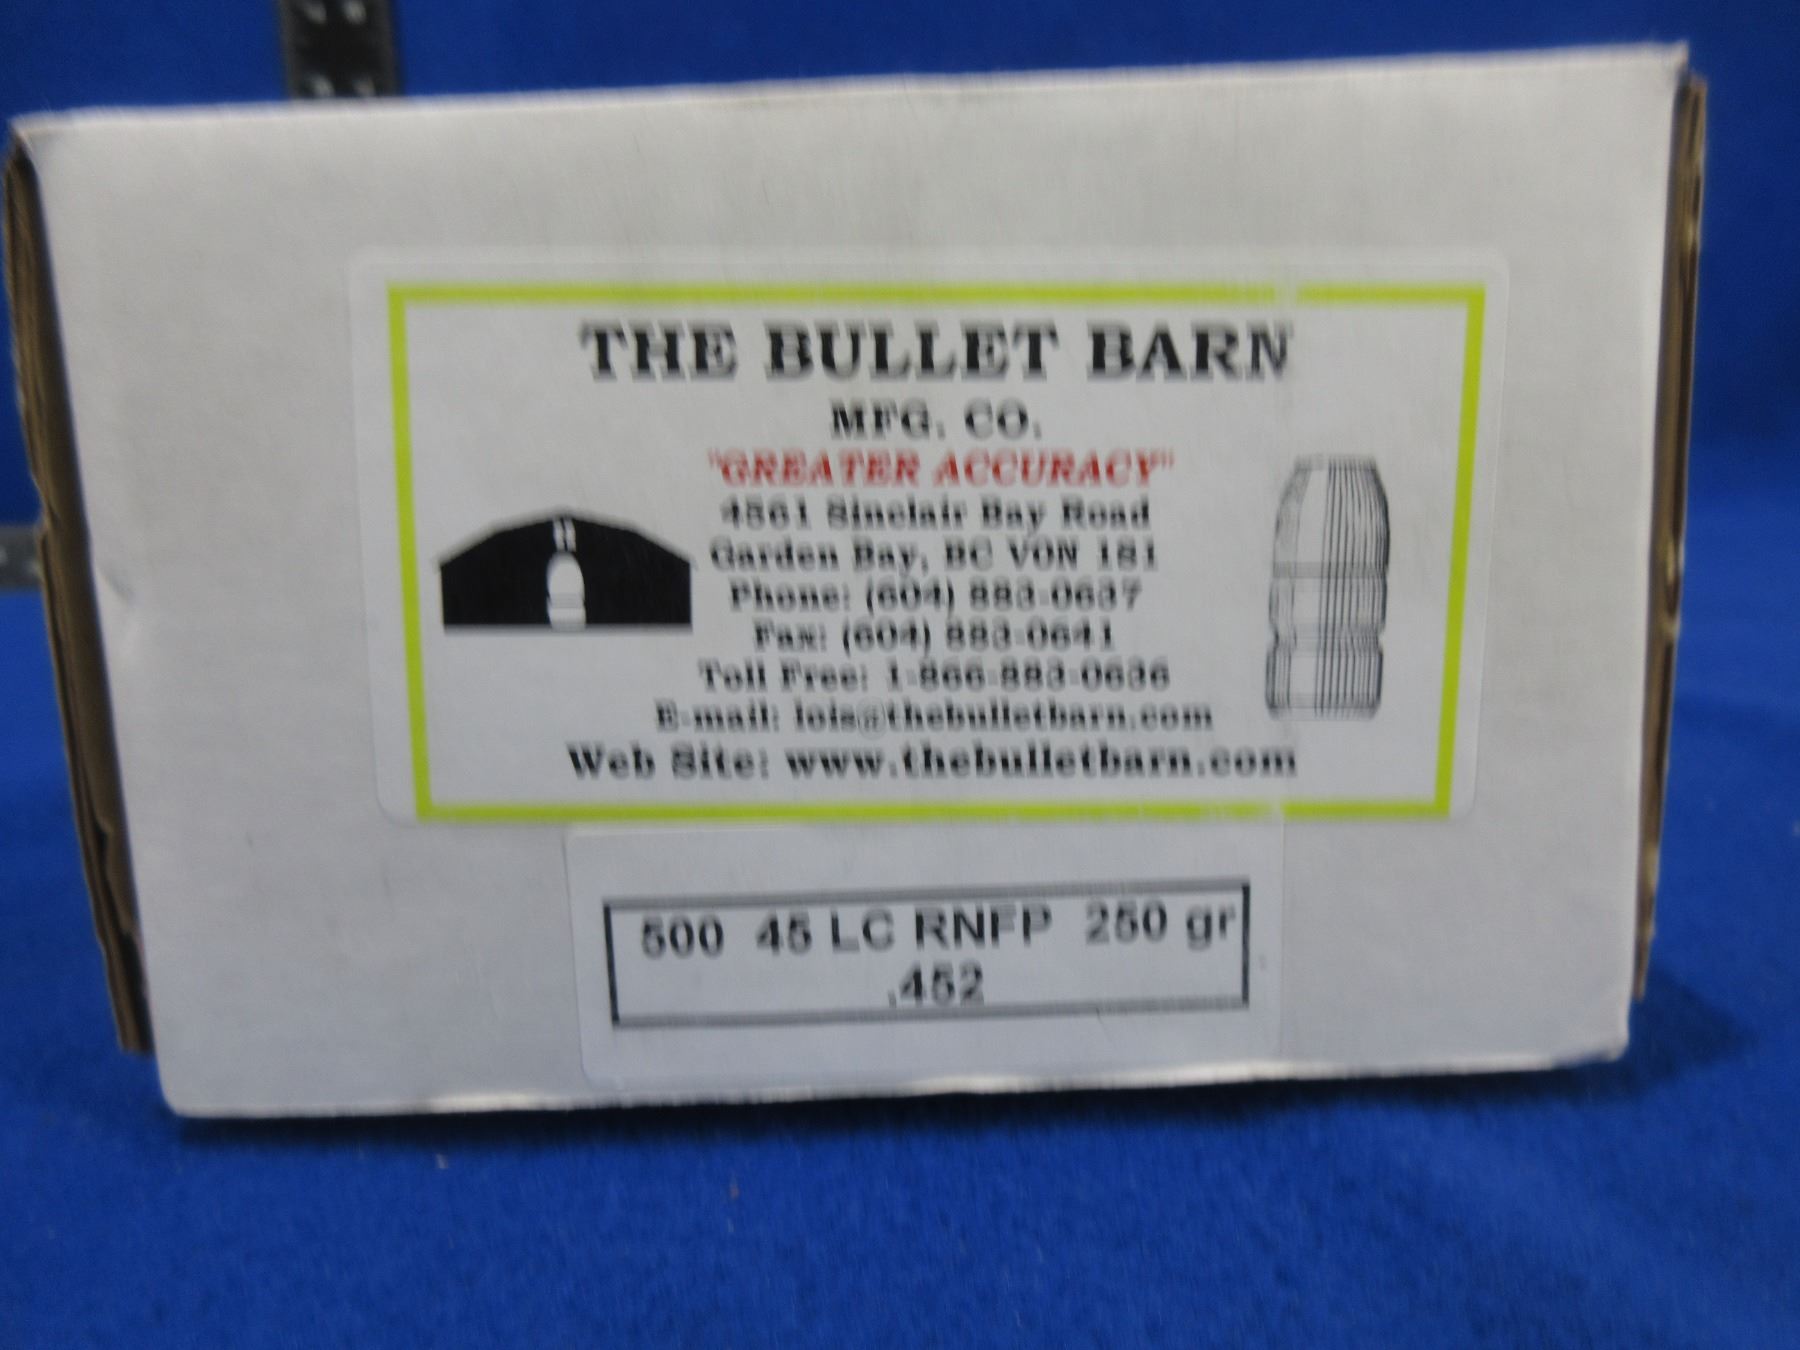 THE BULLET BARN
MFG. CO.
"GREATER ACCURACY"
4561 Sinclair Bay Road
Garden Bay, BC V0N 1S1
Phone: (604) 883-0637
Fax: (604) 883-0641
Toll Free: 1-866-883-0636
E-mail: lois@thebulletbarn.com
Web Site: www.thebulletbarn.com
500 45 LC RNFP 250 gr
.452